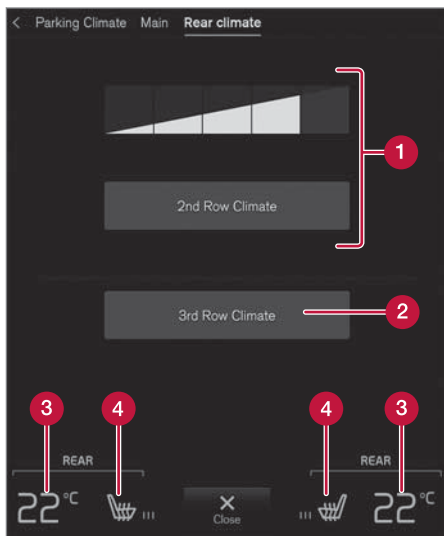 < Parking Climate Main Rear climate
1
2nd Row Climate
3rd Row Climate
2
3 4 4 3
REAR REAR
22°C 22°C
Close